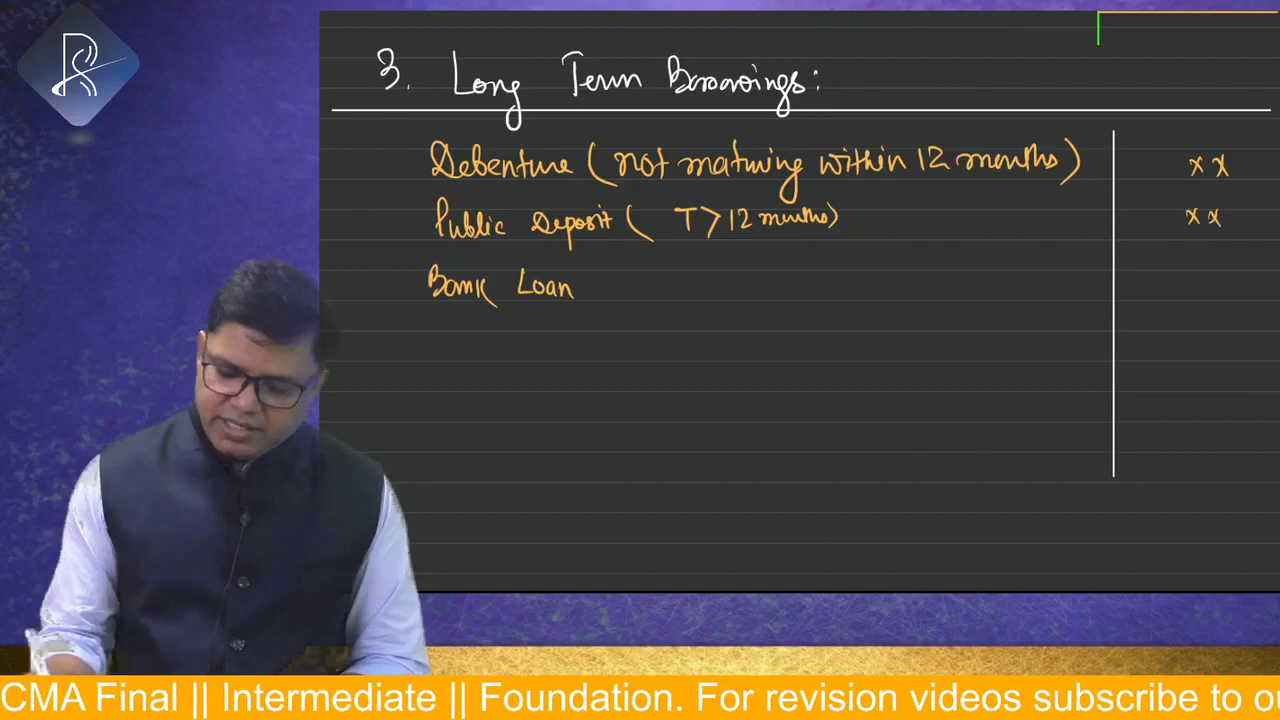 3. Long Term Borrowings:
Debenture (not maturing within 12 months) xx
Public Deposit ( T > 12 months) xx
Bank Loan
CMA Final || Intermediate || Foundation. For revision videos subscribe to ou